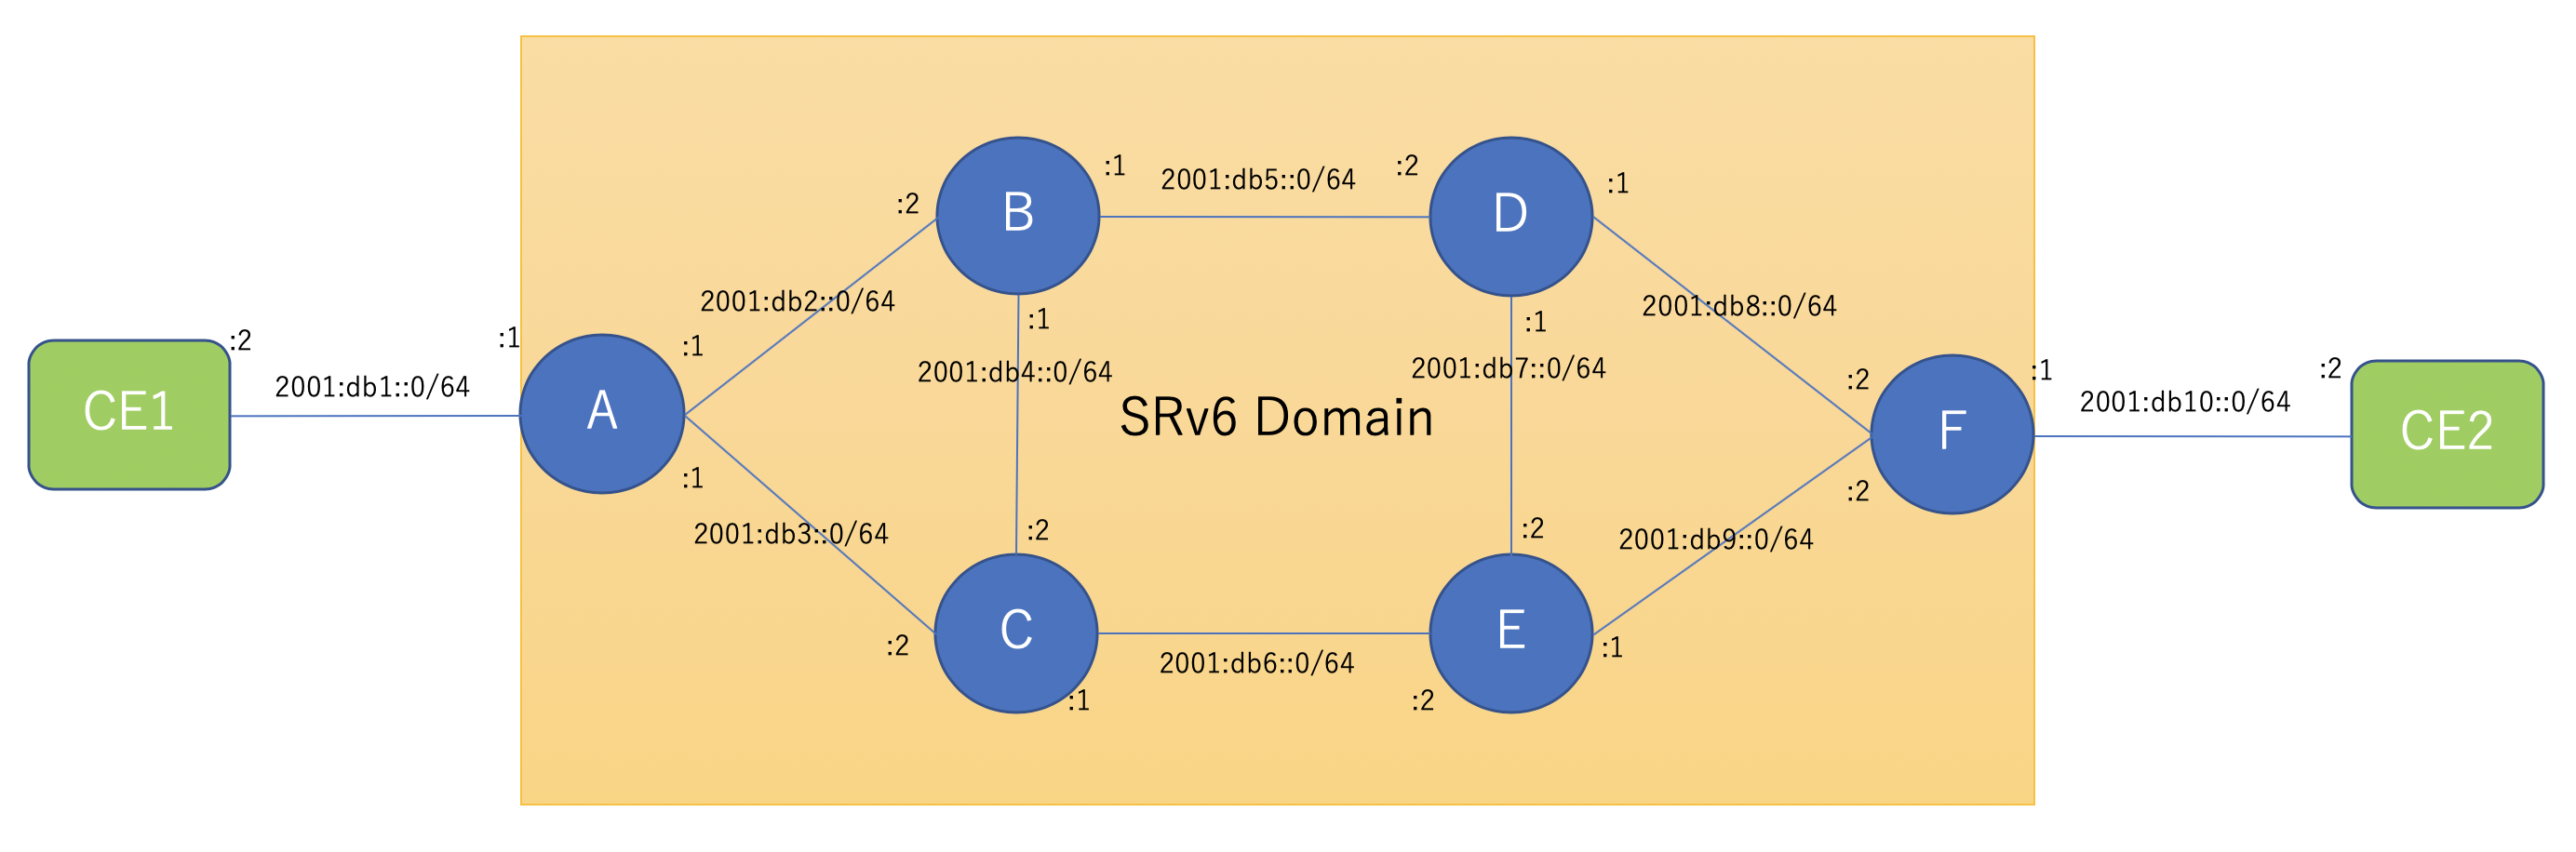 B
:1
2001:db5::0/64
:2
D
:1
:2
2001:db2::0/64
:1
2001:db4::0/64
:1
2001:db7::0/64
2001:db8::0/64
CE1
:2
2001:db1::0/64
:1
A
:1
SRv6 Domain
:2
F
:1
2001:db10::0/64
:2
CE2
:1
2001:db3::0/64
:2
:2
:2
2001:db9::0/64
:2
C
:1
2001:db6::0/64
:2
E
:1